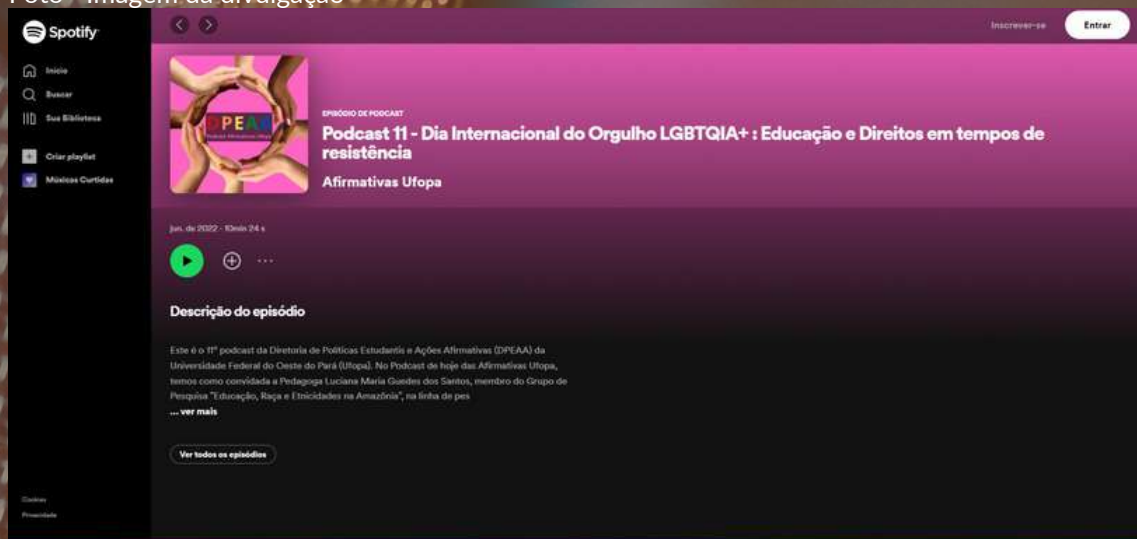 Foto - Imagem da divulgação
Spotify
Inscrever-se
Entrar
Início
Buscar
Sua Biblioteca
Criar playlist
Músicas Curtidas
DPEAA
EPISÓDIO DE PODCAST
Podcast 11 - Dia Internacional do Orgulho LGBTQIA+ : Educação e Direitos em tempos de
resistência
Afirmativas Ufopa
jun. de 2022 · 10min 24 s
Descrição do episódio
Este é o 11º podcast da Diretoria de Políticas Estudantis e Ações Afirmativas (DPEAA) da
Universidade Federal do Oeste do Pará (Ufopa). No Podcast de hoje das Afirmativas Ufopa,
temos como convidada a Pedagoga Luciana Maria Guedes dos Santos, membro do Grupo de
Pesquisa "Educação, Raça e Etnicidades na Amazônia", na linha de pes
... ver mais
Ver todos os episódios
Cookies
Privacidade